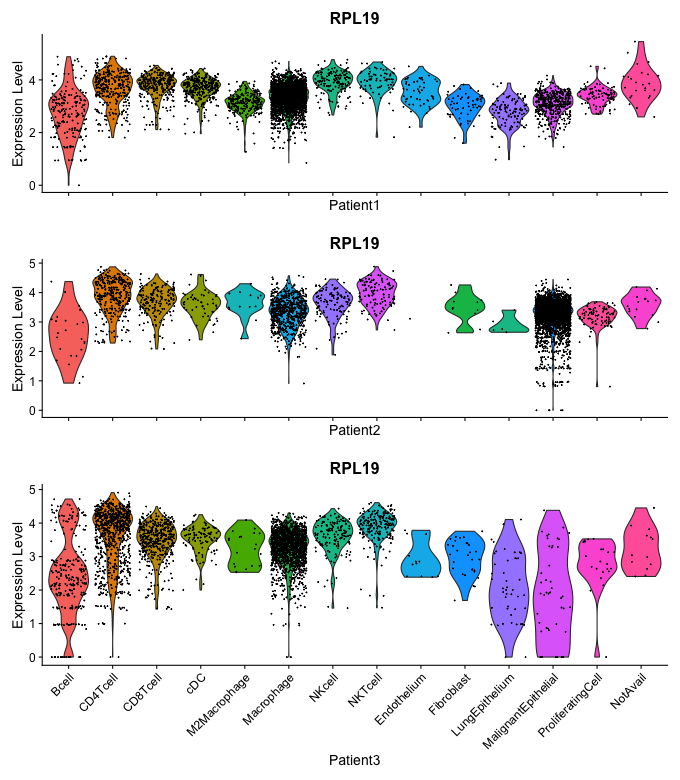 RPL19
Expression Level
4
2
0
Patient1
RPL19
Expression Level
5
4
3
2
1
0
Patient2
RPL19
Expression Level
5
4
3
2
1
0
Bcell
CD4Tcell
CD8Tcell
cDC
M2Macrophage
Macrophage
NKcell
NKTcell
Endothelium
Fibroblast
LungEpithelium
MalignantEpithelial
ProliferatingCell
NotAvail
Patient3